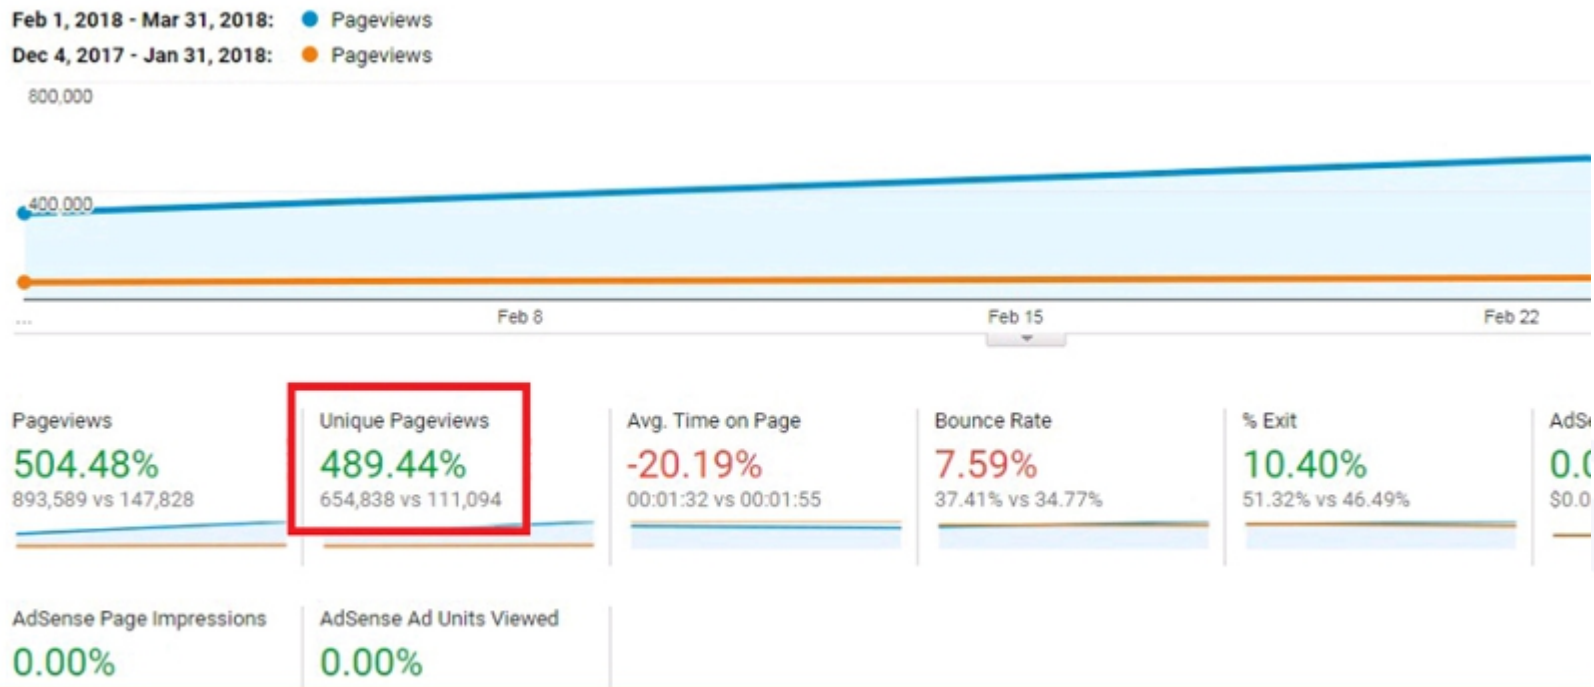 Feb 1, 2018 - Mar 31, 2018: Pageviews
Dec 4, 2017 - Jan 31, 2018: Pageviews
800,000
400,000
... Feb 8 Feb 15 Feb 22
Pageviews
504.48%
893,589 vs 147,828
Unique Pageviews
489.44%
654,838 vs 111,094
Avg. Time on Page
-20.19%
00:01:32 vs 00:01:55
Bounce Rate
7.59%
37.41% vs 34.77%
% Exit
10.40%
51.32% vs 46.49%
AdSense Page Impressions
0.00%
AdSense Ad Units Viewed
0.00%